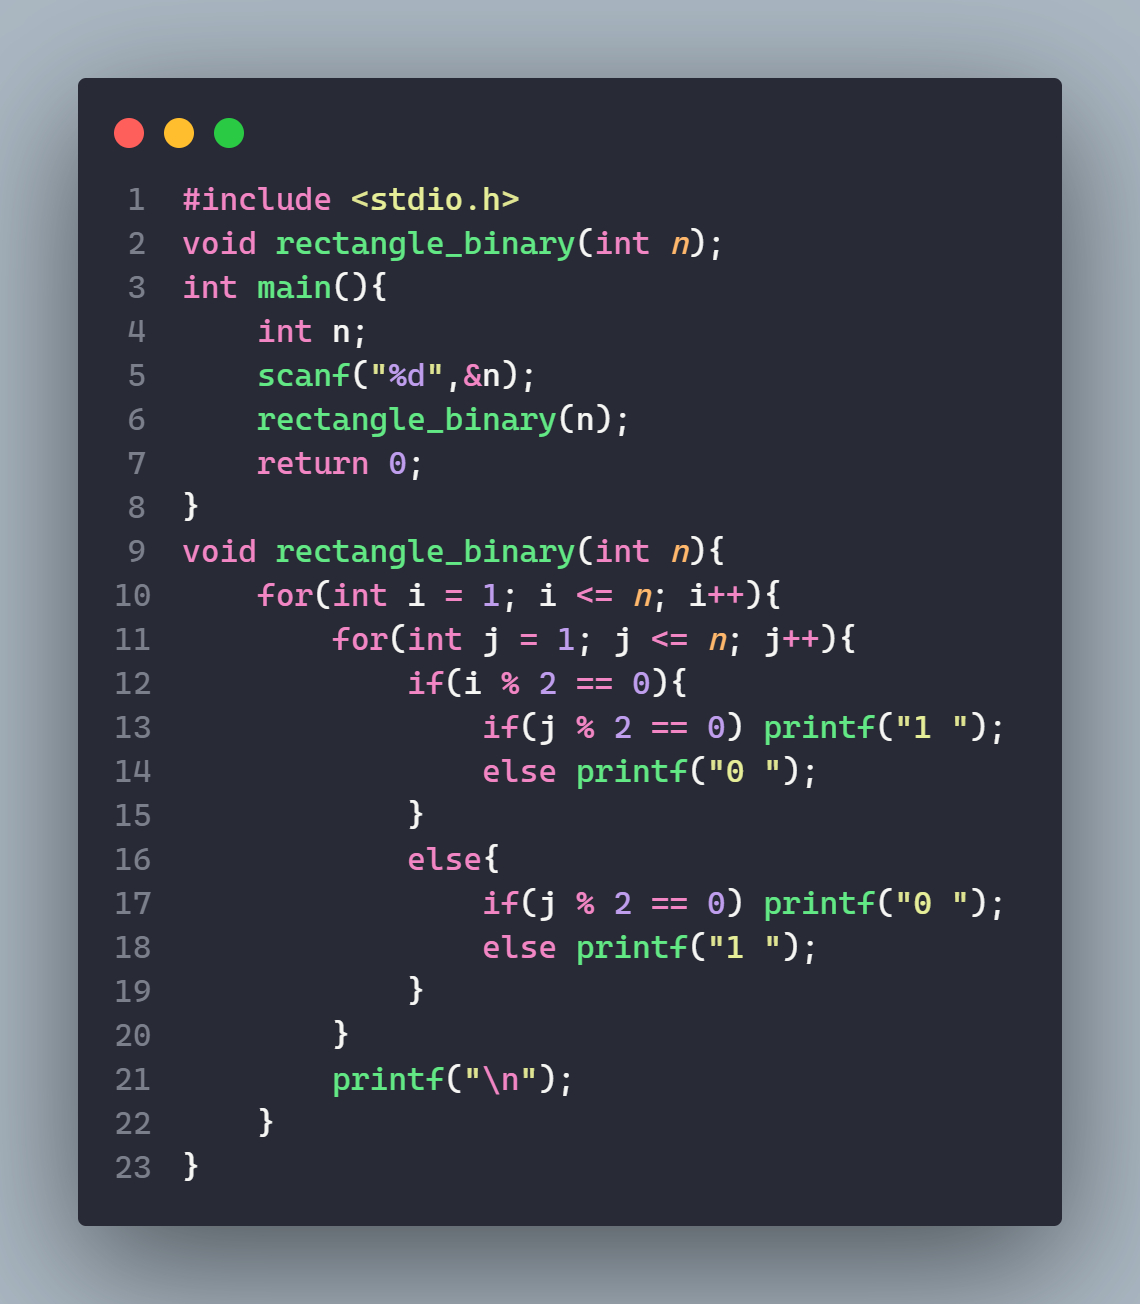 1 #include <stdio.h>
2 void rectangle_binary(int n);
3 int main(){
4     int n;
5     scanf("%d",&n);
6     rectangle_binary(n);
7     return 0;
8 }
9 void rectangle_binary(int n){
10     for(int i = 1; i <= n; i++){
11         for(int j = 1; j <= n; j++){
12             if(i % 2 == 0){
13                 if(j % 2 == 0) printf("1 ");
14                 else printf("0 ");
15             }
16             else{
17                 if(j % 2 == 0) printf("0 ");
18                 else printf("1 ");
19             }
20         }
21         printf("\n");
22     }
23 }